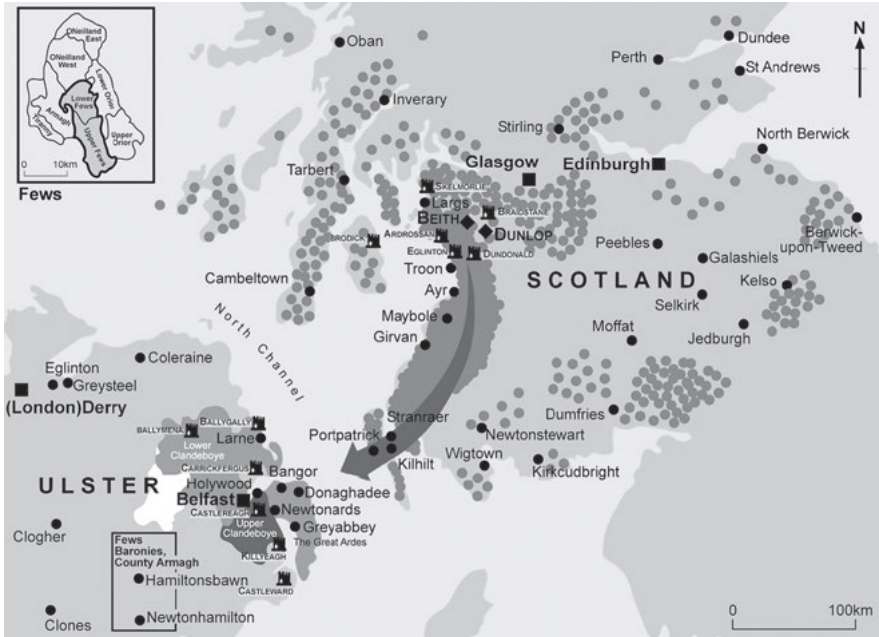 ONeilland
East
ONeilland
West
Lower Orior
Lower
Fews
Armagh
Tiranny
Upper Fews
Upper
Orior
0 10km
Fews
N
Oban
Dundee
Perth
St Andrews
Inverary
Stirling
North Berwick
Tarbert
Glasgow
Edinburgh
SKELMORLIE
Largs
BEITH
BRAIDSTANE
DUNLOP
ARDROSSAN
BRODICK
EGLINTON
DUNDONALD
Berwick-
upon-Tweed
Peebles
Galashiels
Troon
SCOTLAND
Kelso
Cambeltown
Ayr
Selkirk
Maybole
Moffat
Jedburgh
Girvan
North Channel
Coleraine
Eglinton
Greysteel
(London)Derry
BALLYGALLY
BALLYMENA
Larne
Lower
Clandeboye
Stranraer
Portpatrick
Kilhilt
Dumfries
Newtonstewart
Wigtown
Kirkcudbright
CARRICKFERGUS
Bangor
ULSTER
Holywood
Donaghadee
Belfast
CASTLEREAGH
Newtonards
Upper
Clandeboye
Greyabbey
The Great Ardes
Clogher
KILLYEAGH
Fews
Baronies,
County Armagh
Hamiltonsbawn
CASTLEWARD
Clones
Newtonhamilton
0 100km